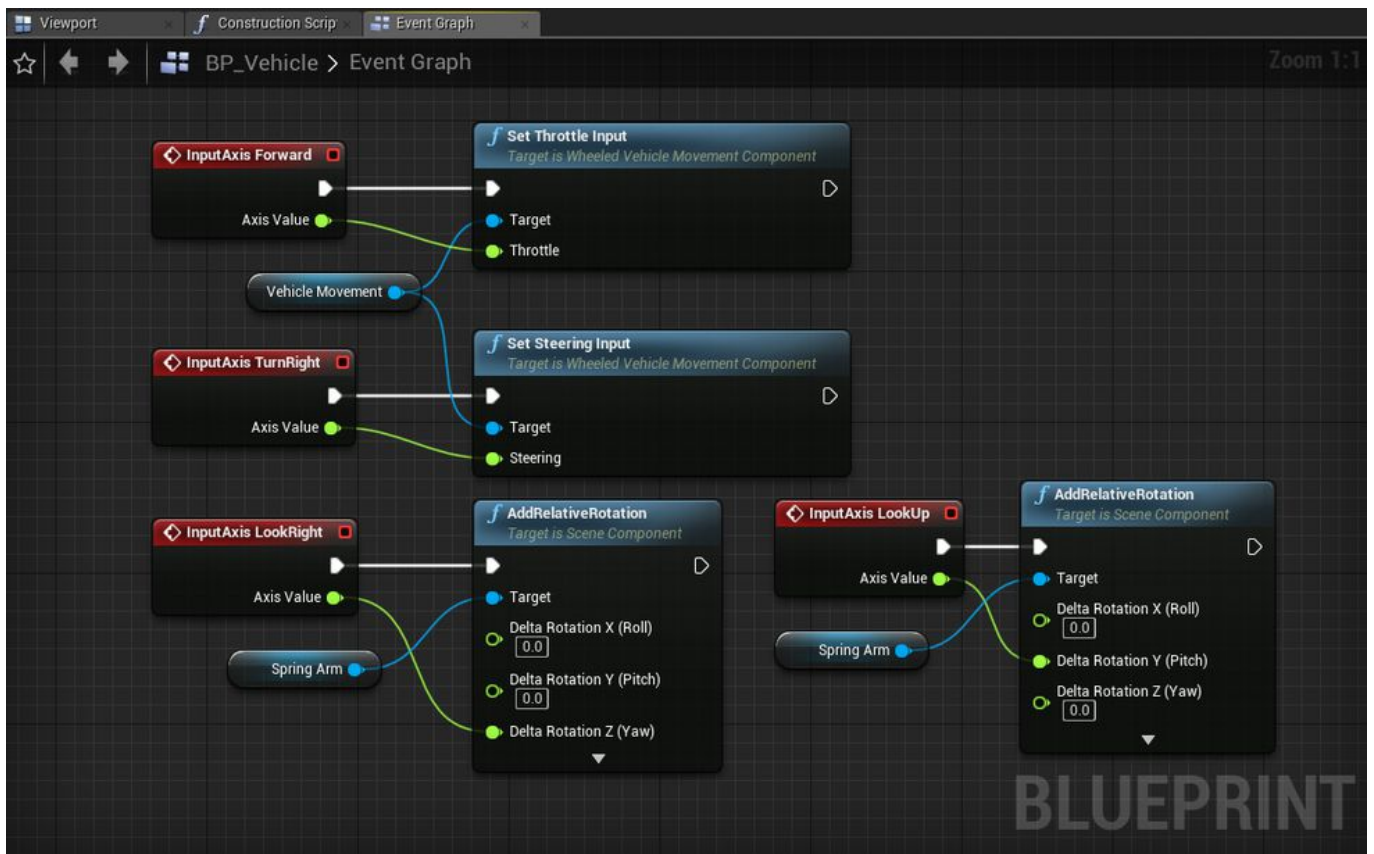 Viewport
Construction Scrip
Event Graph
BP_Vehicle > Event Graph
Zoom 1:1
InputAxis Forward
Axis Value
Set Throttle Input
Target is Wheeled Vehicle Movement Component
Target
Throttle
Vehicle Movement
InputAxis TurnRight
Axis Value
Set Steering Input
Target is Wheeled Vehicle Movement Component
Target
Steering
InputAxis LookRight
Axis Value
Spring Arm
AddRelativeRotation
Target is Scene Component
Target
Delta Rotation X (Roll)
0.0
Delta Rotation Y (Pitch)
0.0
Delta Rotation Z (Yaw)
InputAxis LookUp
Axis Value
Spring Arm
AddRelativeRotation
Target is Scene Component
Target
Delta Rotation X (Roll)
0.0
Delta Rotation Y (Pitch)
Delta Rotation Z (Yaw)
0.0
BLUEPRINT